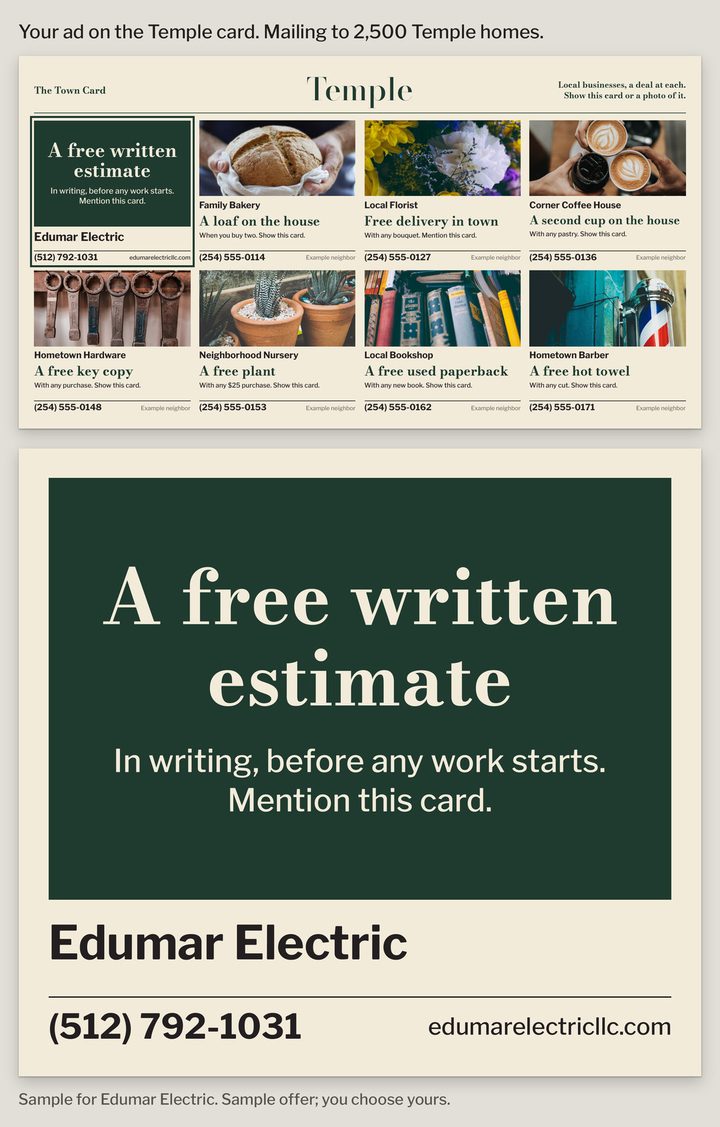 Your ad on the Temple card. Mailing to 2,500 Temple homes.
The Town Card
Temple
Local businesses, a deal at each.
Show this card or a photo of it.
A free written
estimate
In writing, before any work starts.
Mention this card.
Edumar Electric
(512) 792-1031
edumarelectricllc.com
Family Bakery
A loaf on the house
When you buy two. Show this card.
(254) 555-0114
Example neighbor
Local Florist
Free delivery in town
With any bouquet. Mention this card.
(254) 555-0127
Example neighbor
Corner Coffee House
A second cup on the house
With any pastry. Show this card.
(254) 555-0136
Example neighbor
Hometown Hardware
A free key copy
With any purchase. Show this card.
(254) 555-0148
Example neighbor
Neighborhood Nursery
A free plant
With any $25 purchase. Show this card.
(254) 555-0153
Example neighbor
Local Bookshop
A free used paperback
With any new book. Show this card.
(254) 555-0162
Example neighbor
Hometown Barber
A free hot towel
With any cut. Show this card.
(254) 555-0171
Example neighbor
A free written
estimate
In writing, before any work starts.
Mention this card.
Edumar Electric
(512) 792-1031
edumarelectricllc.com
Sample for Edumar Electric. Sample offer; you choose yours.